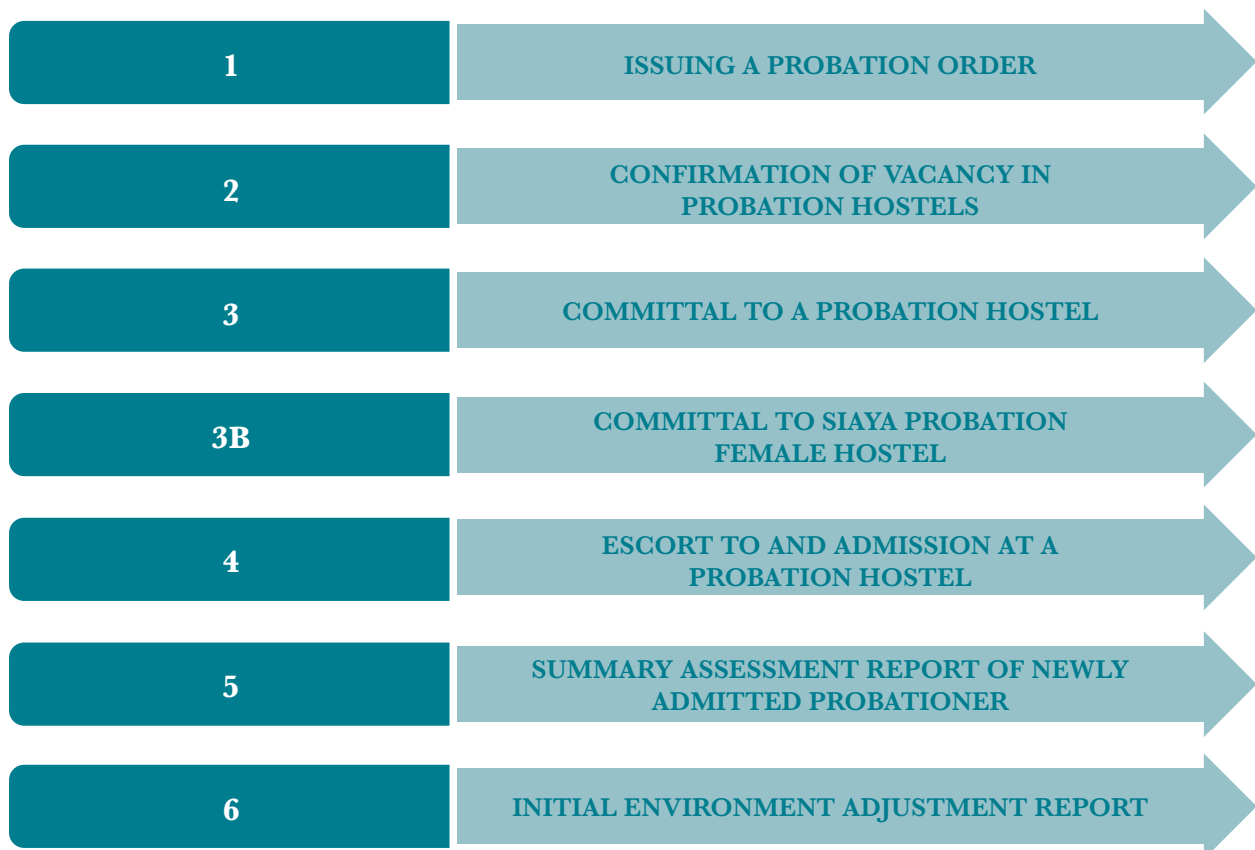 1
ISSUING A PROBATION ORDER
2
CONFIRMATION OF VACANCY IN
PROBATION HOSTELS
3
COMMITTAL TO A PROBATION HOSTEL
3B
COMMITTAL TO SIAYA PROBATION
FEMALE HOSTEL
4
ESCORT TO AND ADMISSION AT A
PROBATION HOSTEL
5
SUMMARY ASSESSMENT REPORT OF NEWLY
ADMITTED PROBATIONER
6
INITIAL ENVIRONMENT ADJUSTMENT REPORT